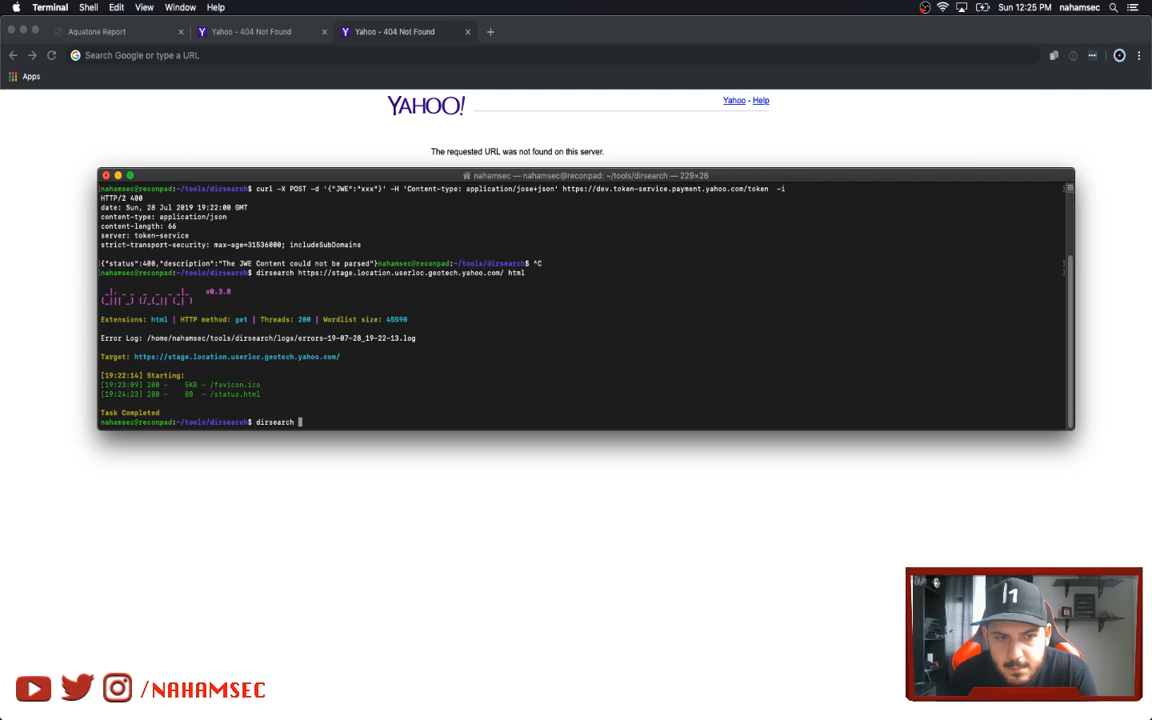 Terminal Shell Edit View Window Help Sun 12:25 PM nahamsec
Aquatone Report Yahoo - 404 Not Found Yahoo - 404 Not Found
Search Google or type a URL
Apps
YAHOO! Yahoo - Help
The requested URL was not found on this server.
nahamsec — nahamsec@reconpad: ~/tools/dirsearch — 229×26
[nahamsec@reconpad:~/tools/dirsearch$ curl -X POST -d '{"JWE":"xxx"}' -H 'Content-type: application/jose+json' https://dev.token-service.payment.yahoo.com/token -i
HTTP/2 400
date: Sun, 28 Jul 2019 19:22:00 GMT
content-type: application/json
content-length: 66
server: token-service
strict-transport-security: max-age=31536000; includeSubDomains
[{"status":400,"description":"The JWE Content could not be parsed"}nahamsec@reconpad:~/tools/dirsearch$ ^C
[nahamsec@reconpad:~/tools/dirsearch$ dirsearch https://stage.location.userloc.geotech.yahoo.com/ html
_|. _ _ _ _ _ _|_ v0.3.8
(_||| _) (/_(_|| (_| )
Extensions: html | HTTP method: get | Threads: 200 | Wordlist size: 45590
Error Log: /home/nahamsec/tools/dirsearch/logs/errors-19-07-28_19-22-13.log
Target: https://stage.location.userloc.geotech.yahoo.com/
[19:22:14] Starting:
[19:23:09] 200 - 5KB - /favicon.ico
[19:24:23] 200 - 8B - /status.html
Task Completed
nahamsec@reconpad:~/tools/dirsearch$ dirsearch
/NAHAMSEC